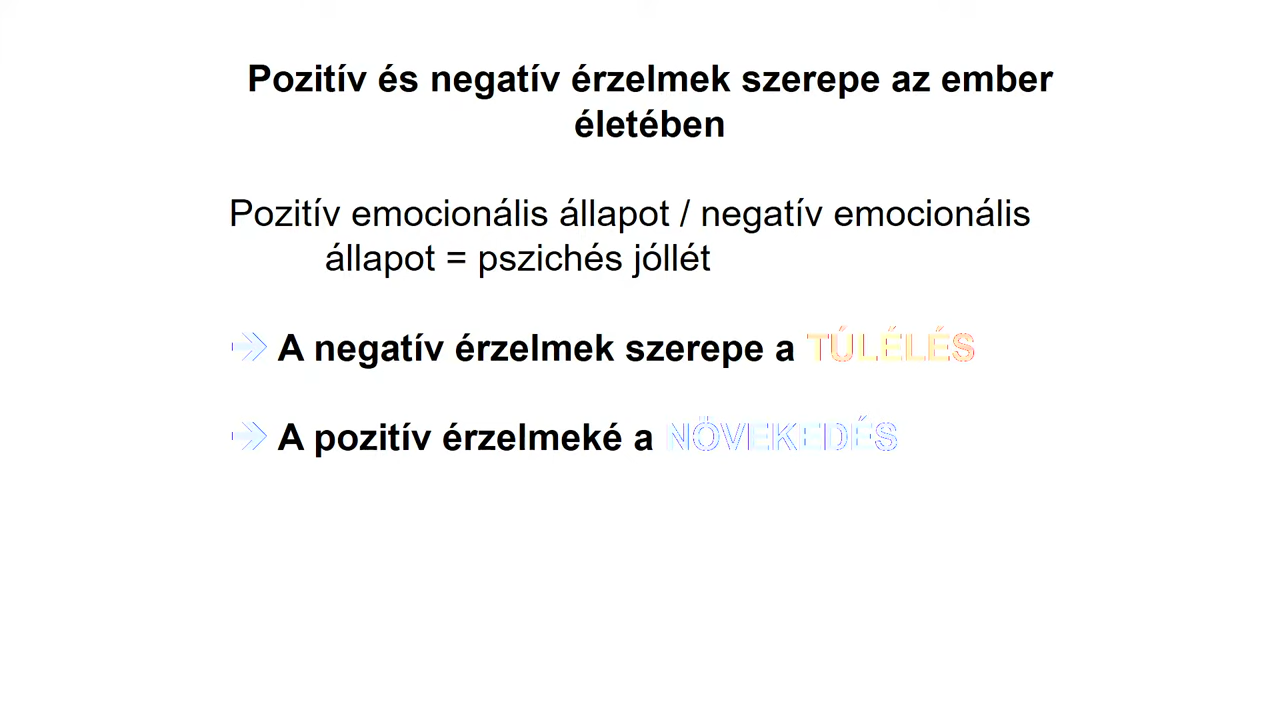 Pozitív és negatív érzelmek szerepe az ember
életében
Pozitív emocionális állapot / negatív emocionális
állapot = pszichés jóllét
A negatív érzelmek szerepe a TÚLÉLÉS
A pozitív érzelmeké a NÖVEKEDÉS